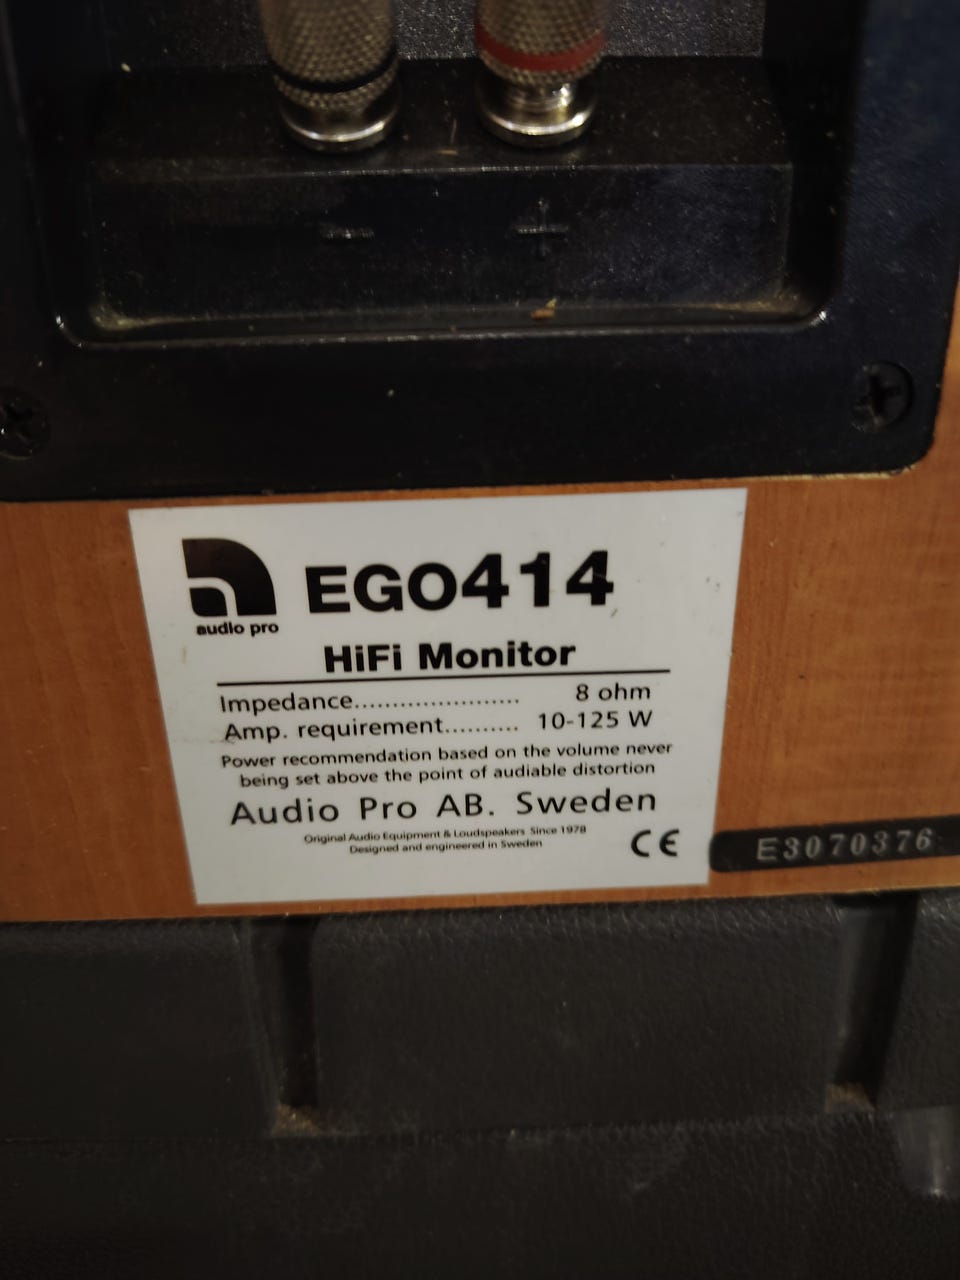 − +
audio pro
EGO414
HiFi Monitor
Impedance...................... 8 ohm
Amp. requirement.......... 10-125 W
Power recommendation based on the volume never
being set above the point of audiable distortion
Audio Pro AB. Sweden
Original Audio Equipment & Loudspeakers Since 1978
Designed and engineered in Sweden
CE
E3070376